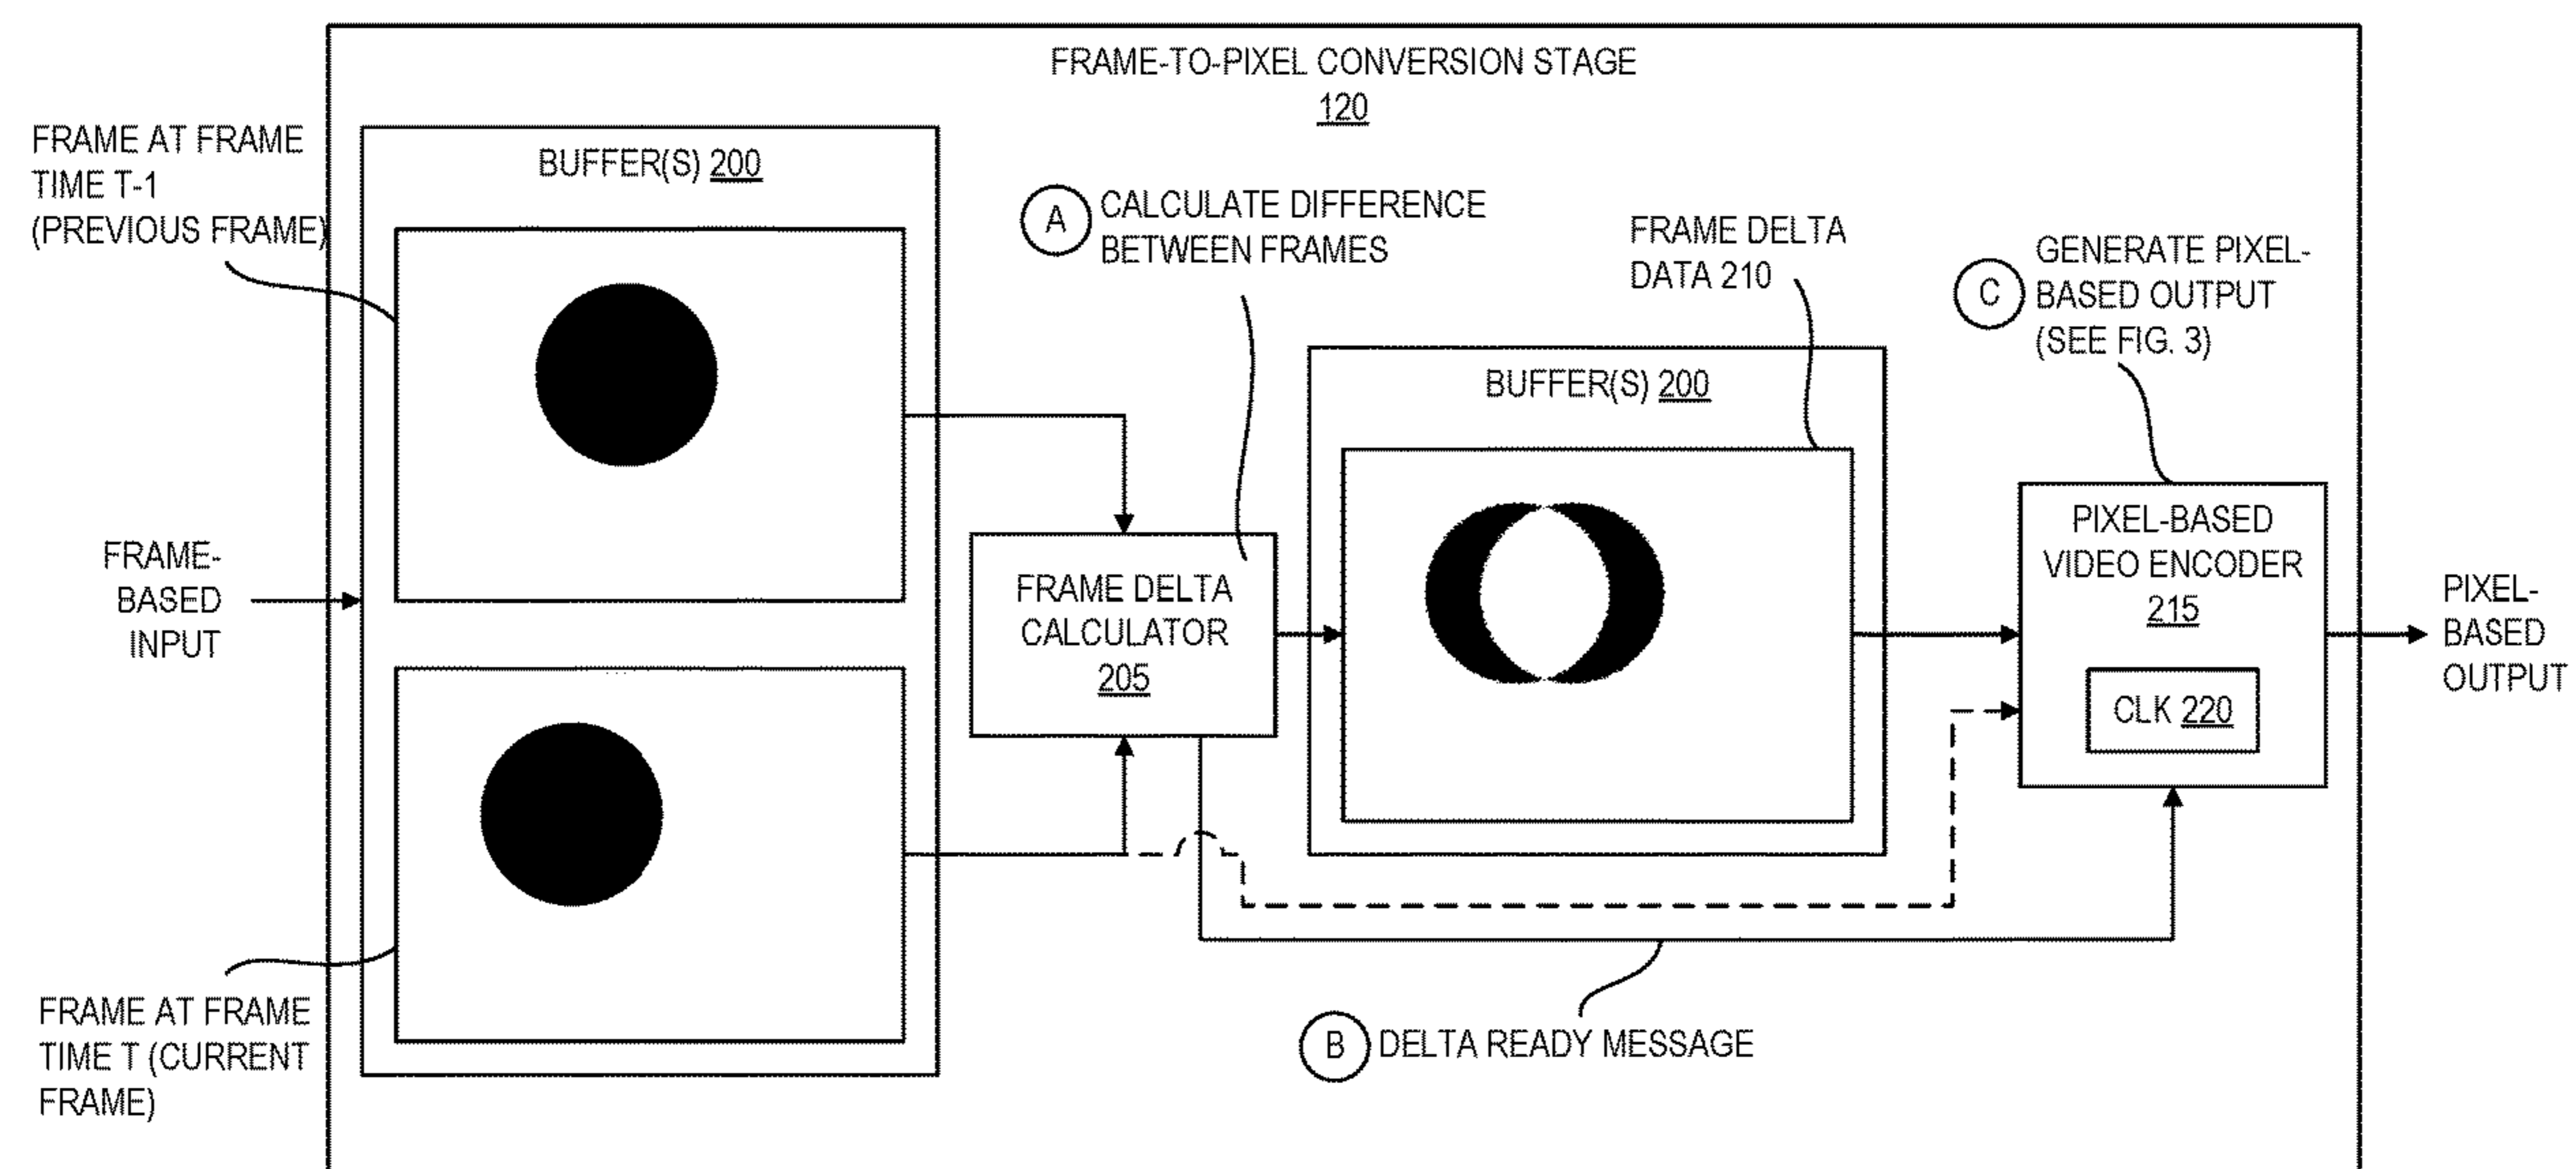 FRAME-TO-PIXEL CONVERSION STAGE
120
FRAME AT FRAME
TIME T-1
(PREVIOUS FRAME)
BUFFER(S) 200
A
CALCULATE DIFFERENCE
BETWEEN FRAMES
FRAME DELTA
DATA 210
C
GENERATE PIXEL-
BASED OUTPUT
(SEE FIG. 3)
BUFFER(S) 200
FRAME-
BASED
INPUT
FRAME DELTA
CALCULATOR
205
PIXEL-BASED
VIDEO ENCODER
215
CLK 220
PIXEL-
BASED
OUTPUT
FRAME AT FRAME
TIME T (CURRENT
FRAME)
B
DELTA READY MESSAGE